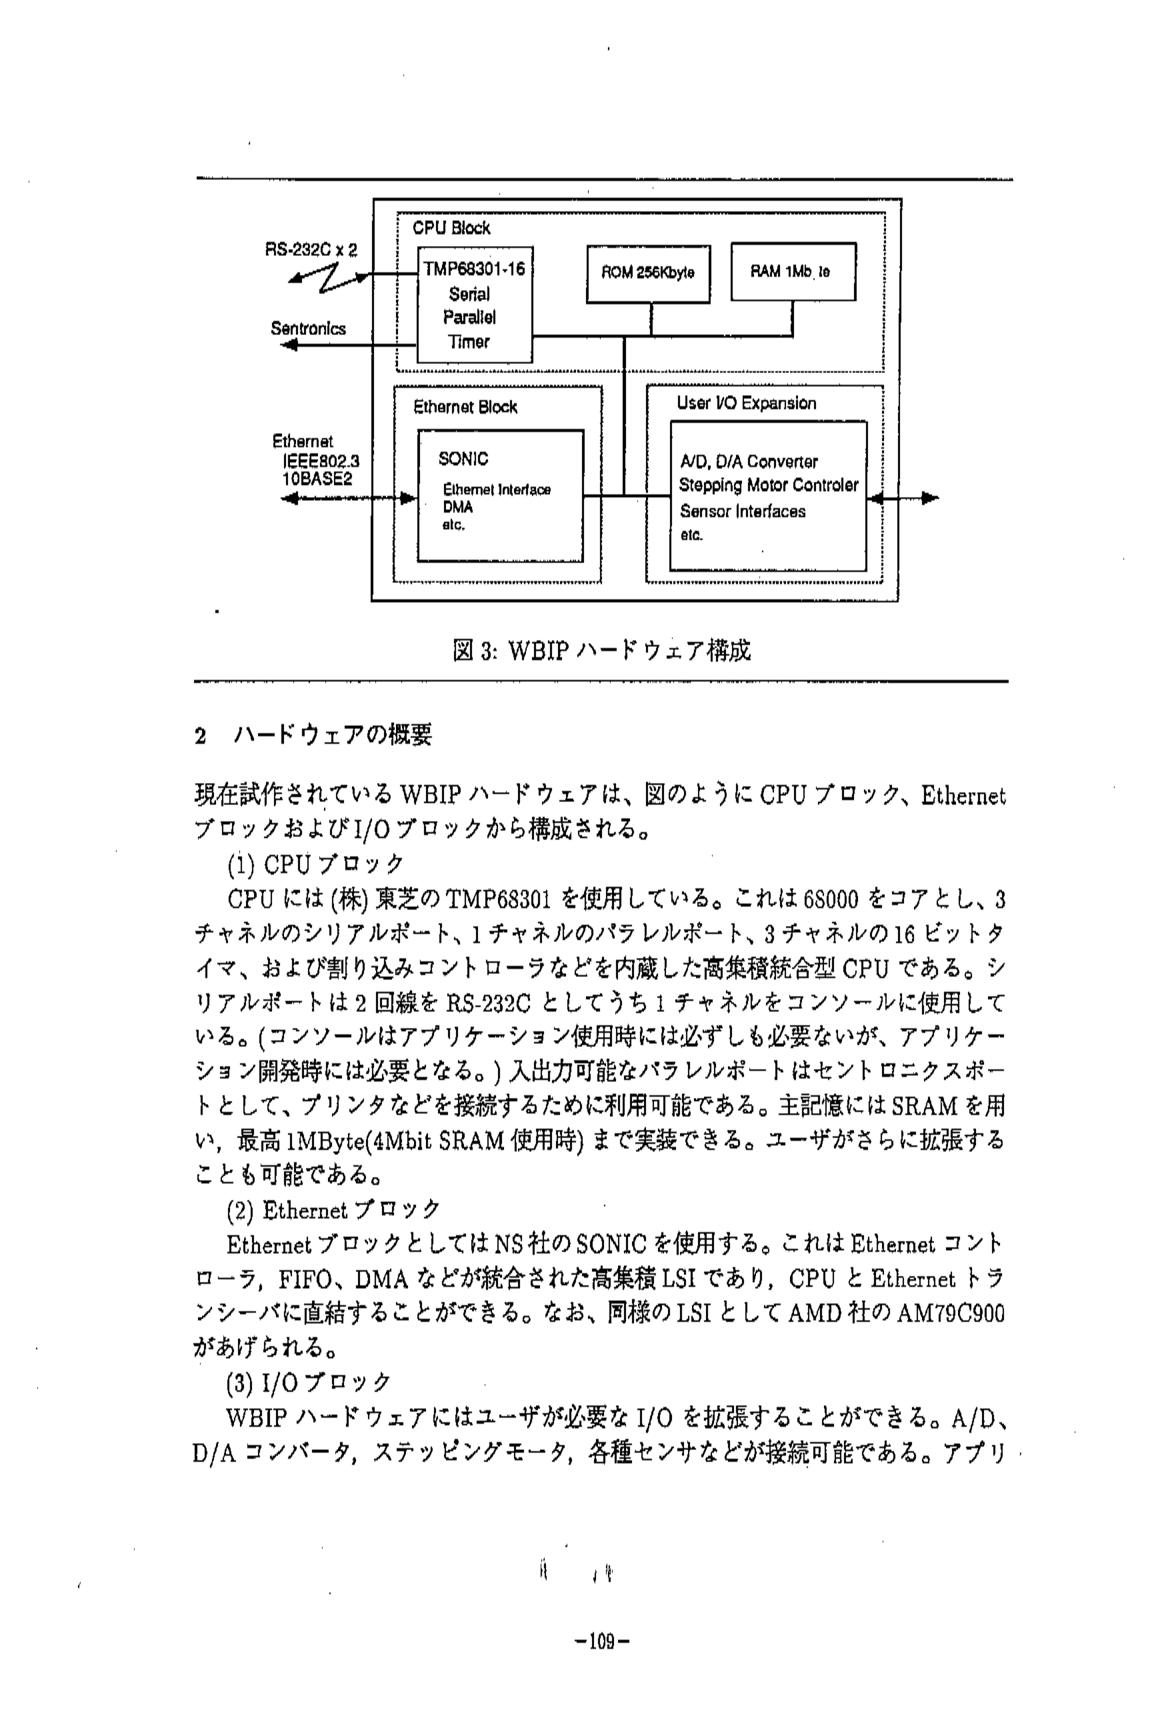 CPU Block
RS-232C x 2
TMP68301-16
Serial
Parallel
Timer
ROM 256Kbyte
RAM 1Mb
Sentronics
Ethernet Block
User I/O Expansion
Ethernet
IEEE802.3
10BASE2
SONIC
Ethernet Interface
DMA
etc.
A/D, D/A Converter
Stepping Motor Controler
Sensor Interfaces
etc.
図 3: WBIP ハードウェア構成
2 ハードウェアの概要
現在試作されている WBIP ハードウェアは、図のように CPU ブロック、Ethernet
ブロックおよび I/O ブロックから構成される。
(1) CPU ブロック
CPU には (株) 東芝の TMP68301 を使用している。これは 68000 をコアとし、3
チャネルのシリアルポート、1 チャネルのパラレルポート、3 チャネルの 16 ビットタ
イマ、および割り込みコントローラなどを内蔵した高集積統合型 CPU である。シ
リアルポートは 2 回線を RS-232C としてうち 1 チャネルをコンソールに使用して
いる。(コンソールはアプリケーション使用時には必ずしも必要ないが、アプリケー
ション開発時には必要となる。) 入出力可能なパラレルポートはセントロニクスポー
トとして、プリンタなどを接続するために利用可能である。主記憶には SRAM を用
い, 最高 1MByte(4Mbit SRAM 使用時) まで実装できる。ユーザがさらに拡張する
ことも可能である。
(2) Ethernet ブロック
Ethernet ブロックとしては NS 社の SONIC を使用する。これは Ethernet コント
ローラ, FIFO、DMA などが統合された高集積 LSI であり, CPU と Ethernet トラ
ンシーバに直結することができる。なお、同様の LSI として AMD 社の AM79C900
があげられる。
(3) I/O ブロック
WBIP ハードウェアにはユーザが必要な I/O を拡張することができる。A/D、
D/A コンバータ, ステッピングモータ, 各種センサなどが接続可能である。アプリ
-109-